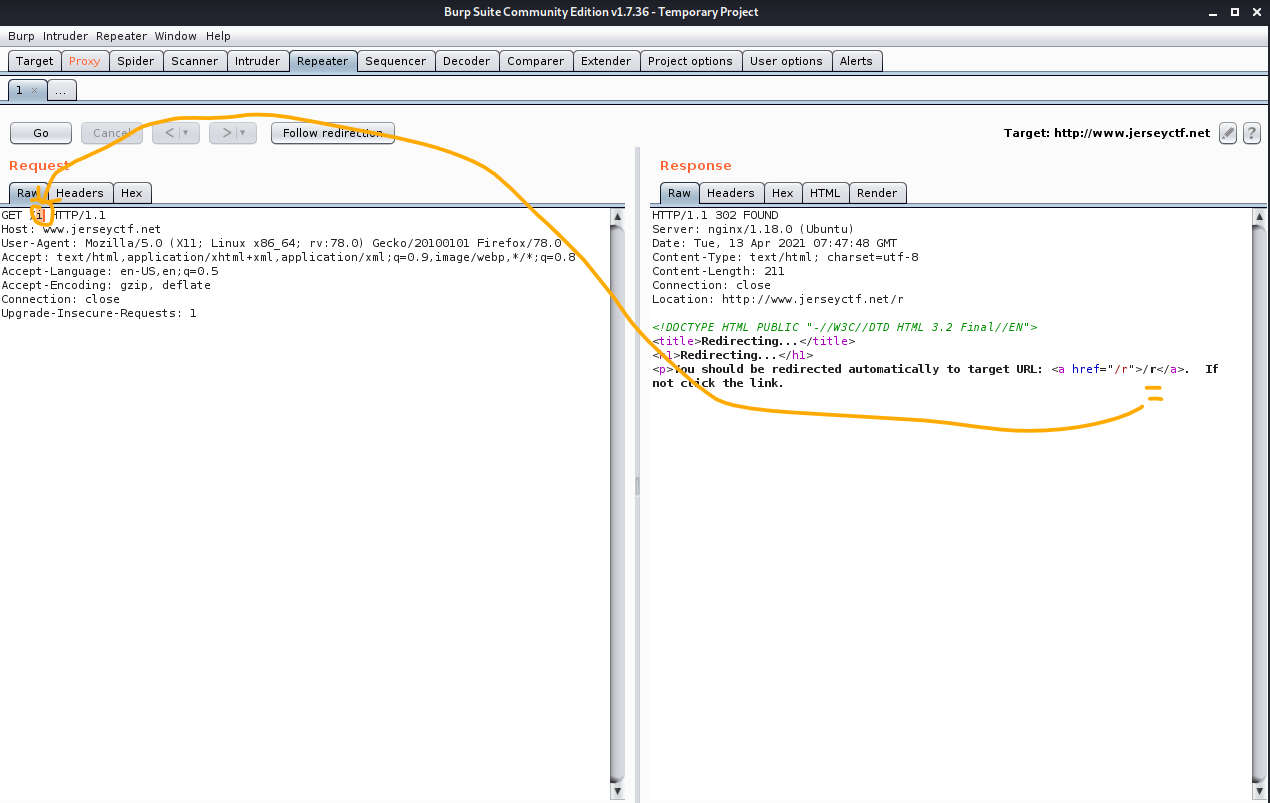 Burp Suite Community Edition v1.7.36 - Temporary Project
Burp Intruder Repeater Window Help
Target Proxy Spider Scanner Intruder Repeater Sequencer Decoder Comparer Extender Project options User options Alerts
1 × ...
Go Cancel < > Follow redirection Target: http://www.jerseyctf.net ?
Request
Raw Headers Hex
GET /i HTTP/1.1
Host: www.jerseyctf.net
User-Agent: Mozilla/5.0 (X11; Linux x86_64; rv:78.0) Gecko/20100101 Firefox/78.0
Accept: text/html,application/xhtml+xml,application/xml;q=0.9,image/webp,*/*;q=0.8
Accept-Language: en-US,en;q=0.5
Accept-Encoding: gzip, deflate
Connection: close
Upgrade-Insecure-Requests: 1
Response
Raw Headers Hex HTML Render
HTTP/1.1 302 FOUND
Server: nginx/1.18.0 (Ubuntu)
Date: Tue, 13 Apr 2021 07:47:48 GMT
Content-Type: text/html; charset=utf-8
Content-Length: 211
Connection: close
Location: http://www.jerseyctf.net/r
<!DOCTYPE HTML PUBLIC "-//W3C//DTD HTML 3.2 Final//EN">
<title>Redirecting...</title>
<h1>Redirecting...</h1>
<p>You should be redirected automatically to target URL: <a href="/r">/r</a>.  If
not click the link.